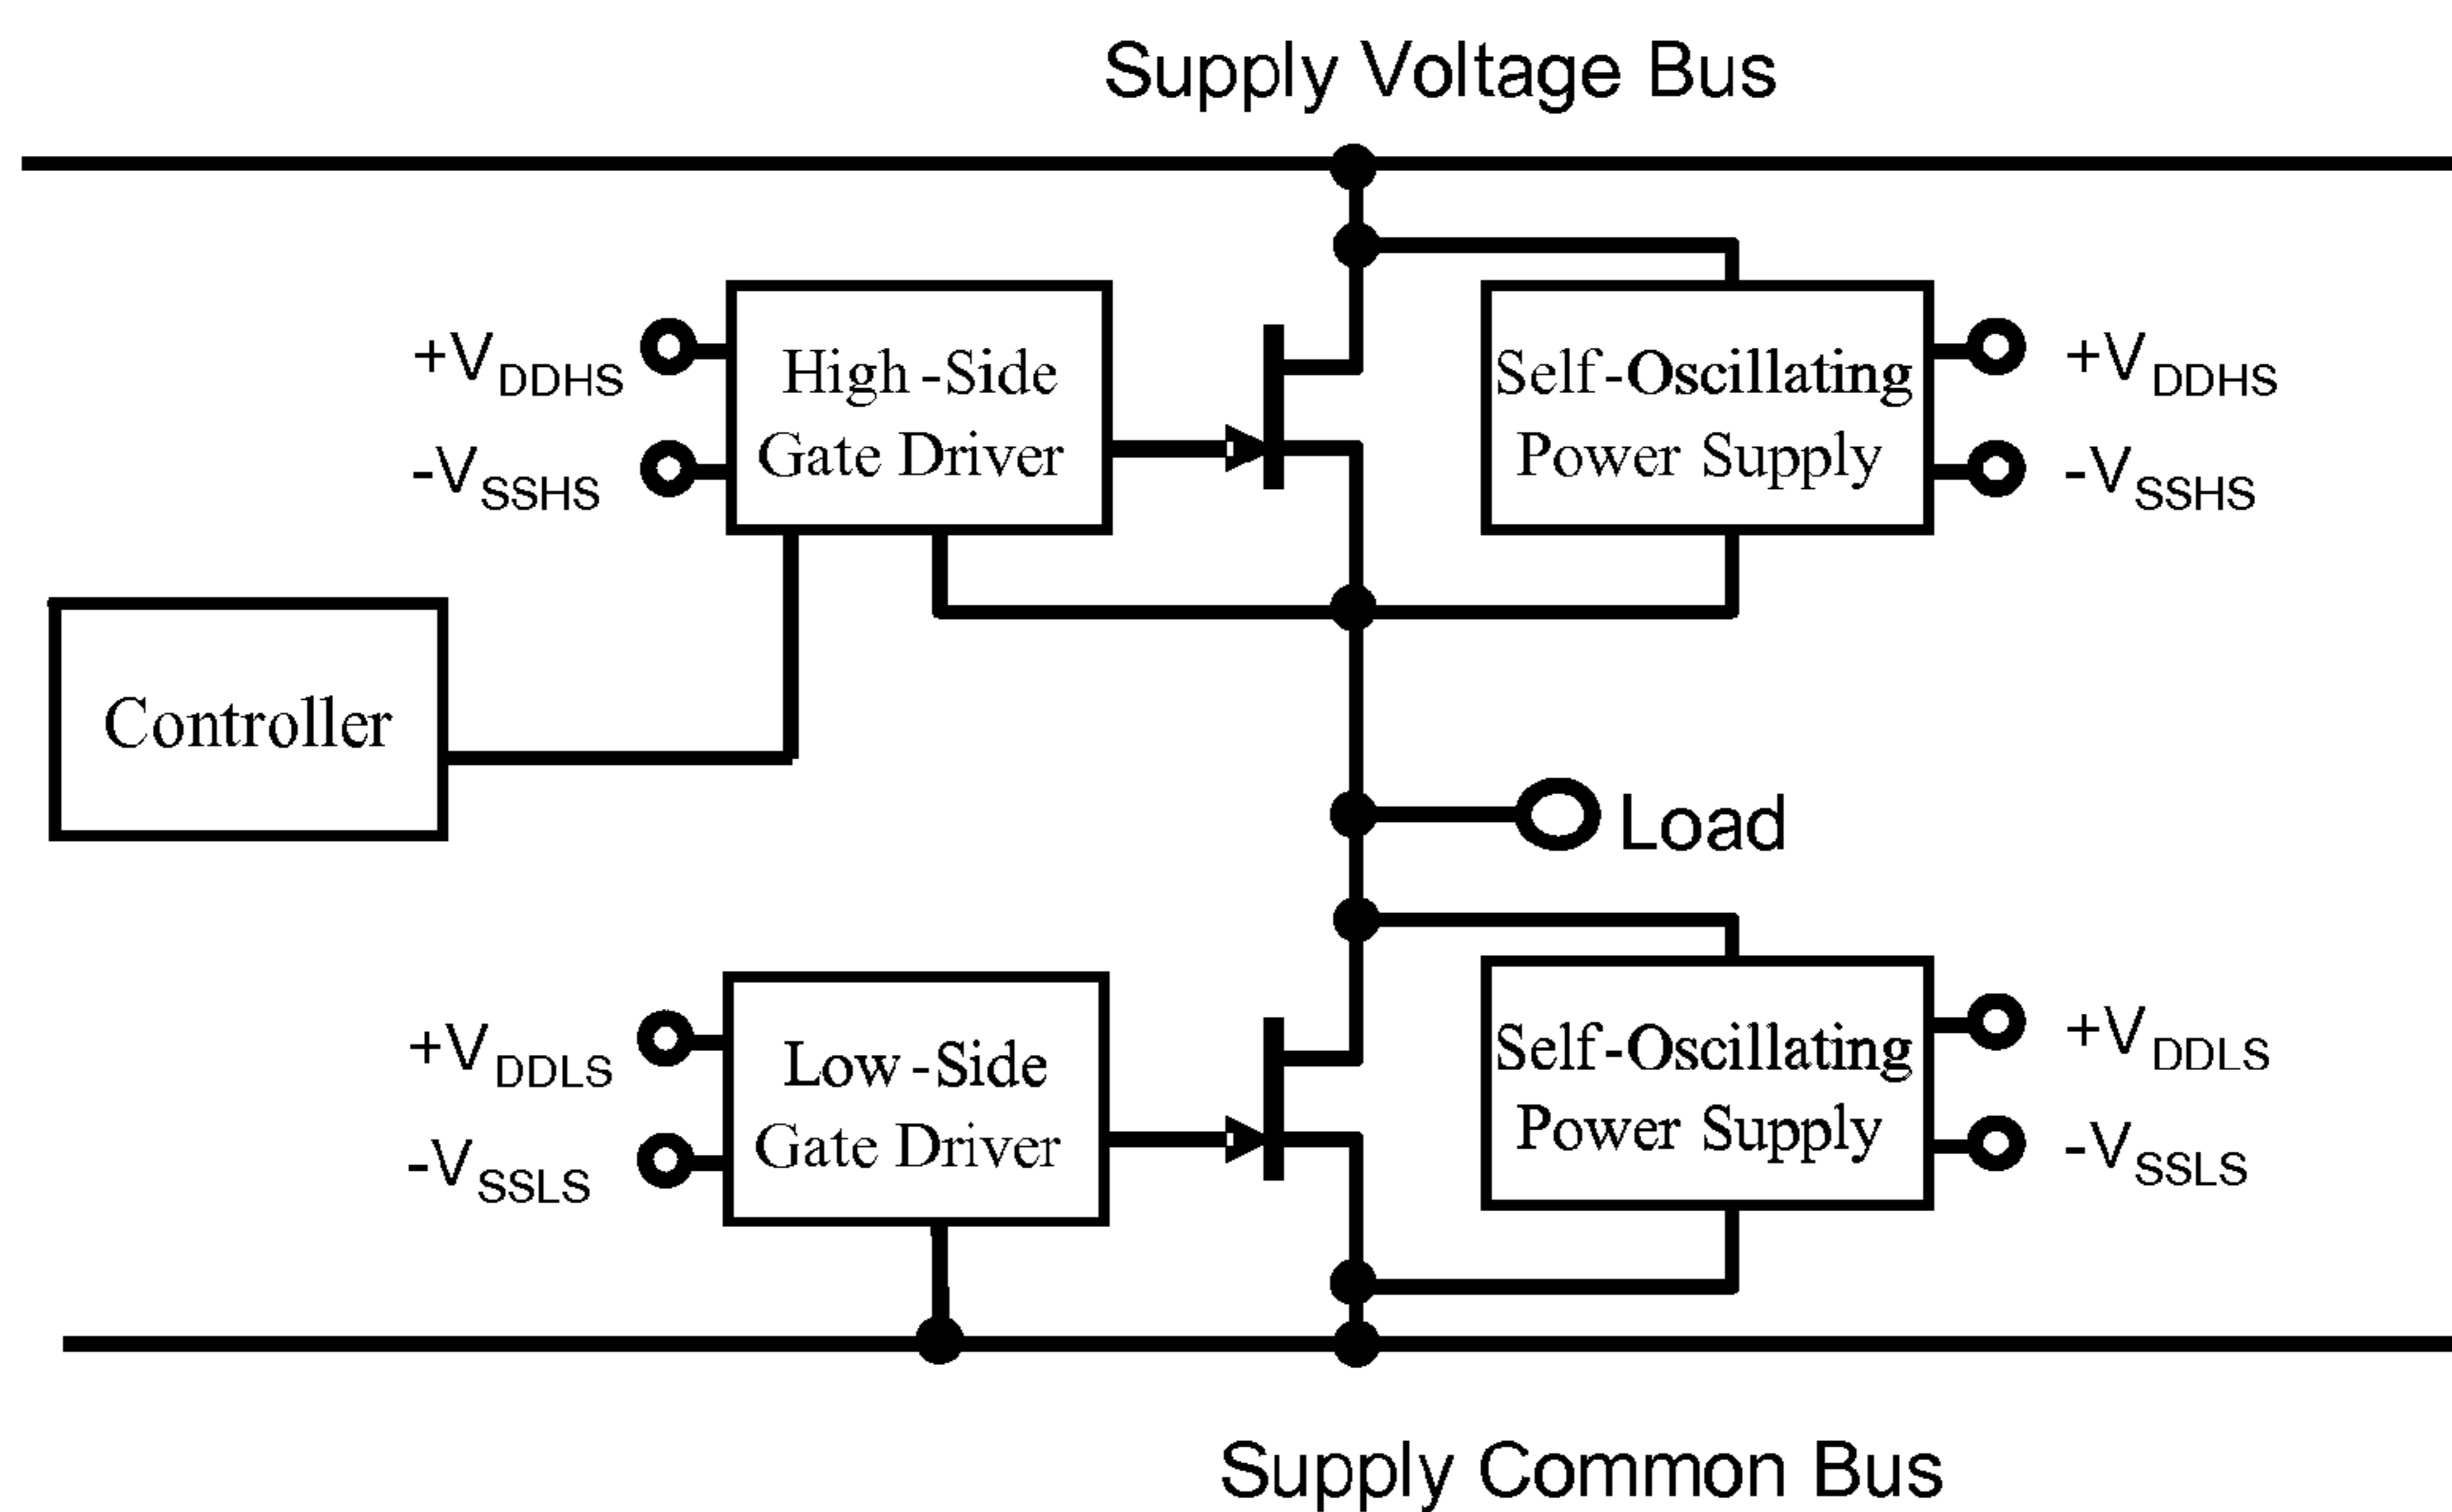 Supply Voltage Bus
+VDDHS
-VSSHS
High-Side
Gate Driver
Self-Oscillating
Power Supply
+VDDHS
-VSSHS
Controller
Load
+VDDLS
-VSSLS
Low-Side
Gate Driver
Self-Oscillating
Power Supply
+VDDLS
-VSSLS
Supply Common Bus